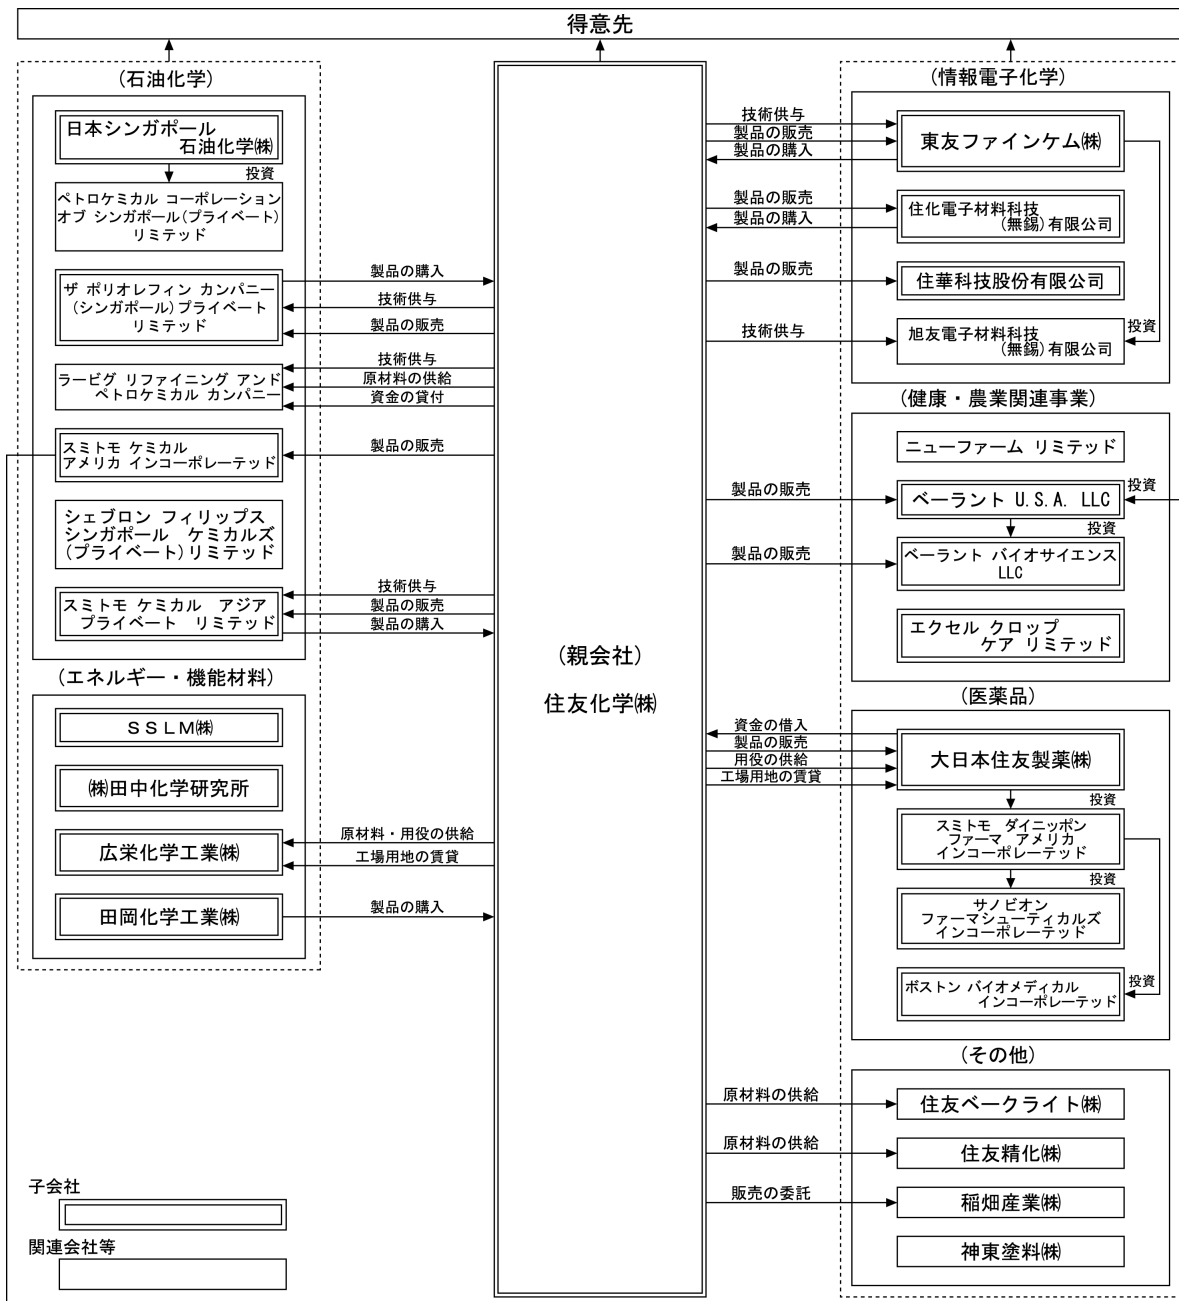 得意先
(石油化学)
日本シンガポール
石油化学㈱
投資
ペトロケミカル コーポレーション
オブ シンガポール(プライベート)
リミテッド
ザ ポリオレフィン カンパニー
(シンガポール)プライベート
リミテッド
ラービグ リファイニング アンド
ペトロケミカル カンパニー
スミトモ ケミカル
アメリカ インコーポレーテッド
シェブロン フィリップス
シンガポール ケミカルズ
(プライベート)リミテッド
スミトモ ケミカル アジア
プライベート リミテッド
(エネルギー・機能材料)
ＳＳＬＭ㈱
㈱田中化学研究所
広栄化学工業㈱
田岡化学工業㈱
子会社
関連会社等
製品の購入
技術供与
製品の販売
技術供与
原材料の供給
資金の貸付
製品の販売
技術供与
製品の販売
製品の購入
原材料・用役の供給
工場用地の賃貸
製品の購入
(親会社)
住友化学㈱
技術供与
製品の販売
製品の購入
製品の販売
製品の購入
製品の販売
技術供与
製品の販売
製品の販売
資金の借入
製品の販売
用役の供給
工場用地の賃貸
原材料の供給
原材料の供給
販売の委託
(情報電子化学)
東友ファインケム㈱
住化電子材料科技
(無錫)有限公司
住華科技股份有限公司
旭友電子材料科技
(無錫)有限公司
投資
(健康・農業関連事業)
ニューファーム リミテッド
ベーラント U.S.A. LLC
投資
投資
ベーラント バイオサイエンス
LLC
エクセル クロップ
ケア リミテッド
(医薬品)
大日本住友製薬㈱
投資
スミトモ ダイニッポン
ファーマ アメリカ
インコーポレーテッド
投資
サノビオン
ファーマシューティカルズ
インコーポレーテッド
ボストン バイオメディカル
インコーポレーテッド
投資
(その他)
住友ベークライト㈱
住友精化㈱
稲畑産業㈱
神東塗料㈱